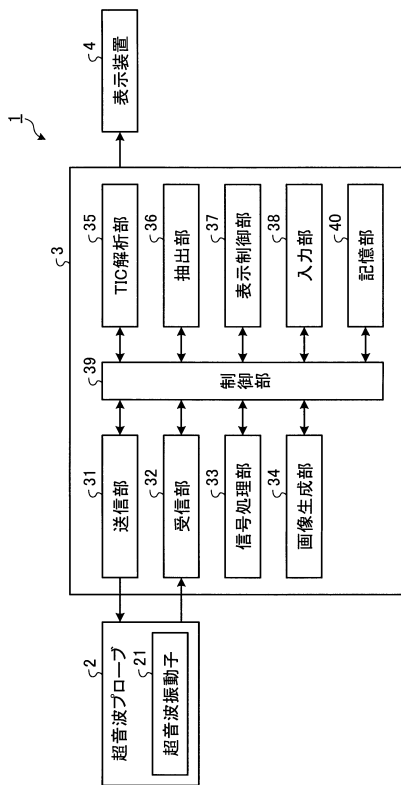 1
2
超音波プローブ
21
超音波振動子
3
31
送信部
32
受信部
33
信号処理部
34
画像生成部
39
制御部
35
TIC解析部
36
抽出部
37
表示制御部
38
入力部
40
記憶部
4
表示装置